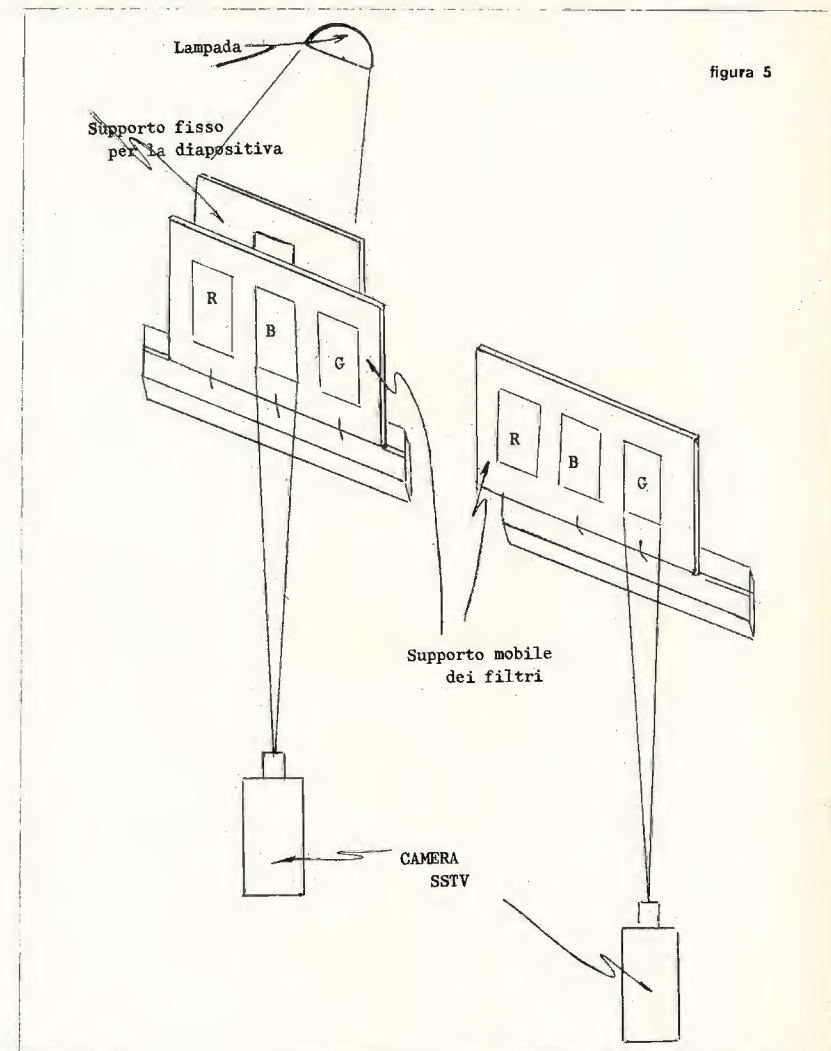 Lampada
figura 5
Supporto fisso
per la diapositiva
R
B
G
R
B
G
Supporto mobile
dei filtri
CAMERA
SSTV